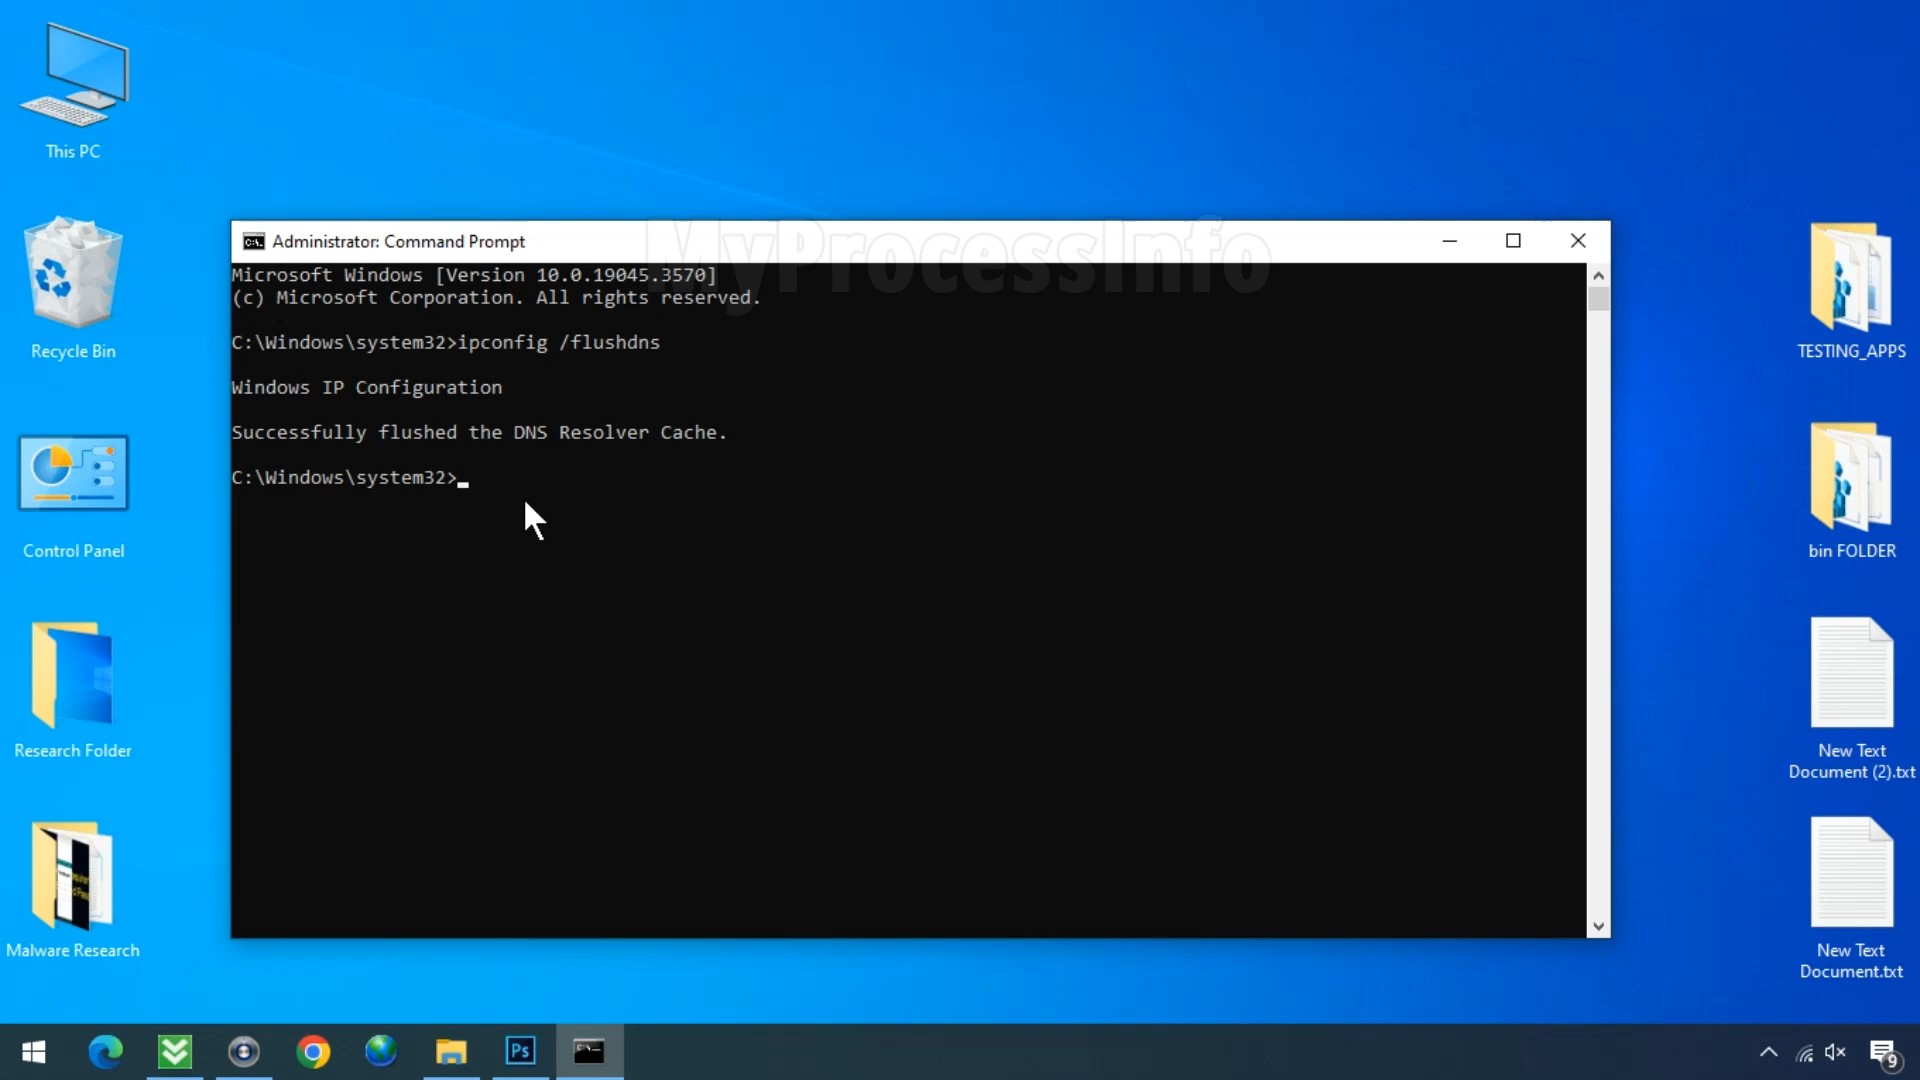 This PC
Recycle Bin
Control Panel
Research Folder
Malware Research
MyProcessInfo
Administrator: Command Prompt
Microsoft Windows [Version 10.0.19045.3570]
(c) Microsoft Corporation. All rights reserved.
C:\Windows\system32>ipconfig /flushdns
Windows IP Configuration
Successfully flushed the DNS Resolver Cache.
C:\Windows\system32>
TESTING_APPS
bin FOLDER
New Text
Document (2).txt
New Text
Document.txt
Ps
9